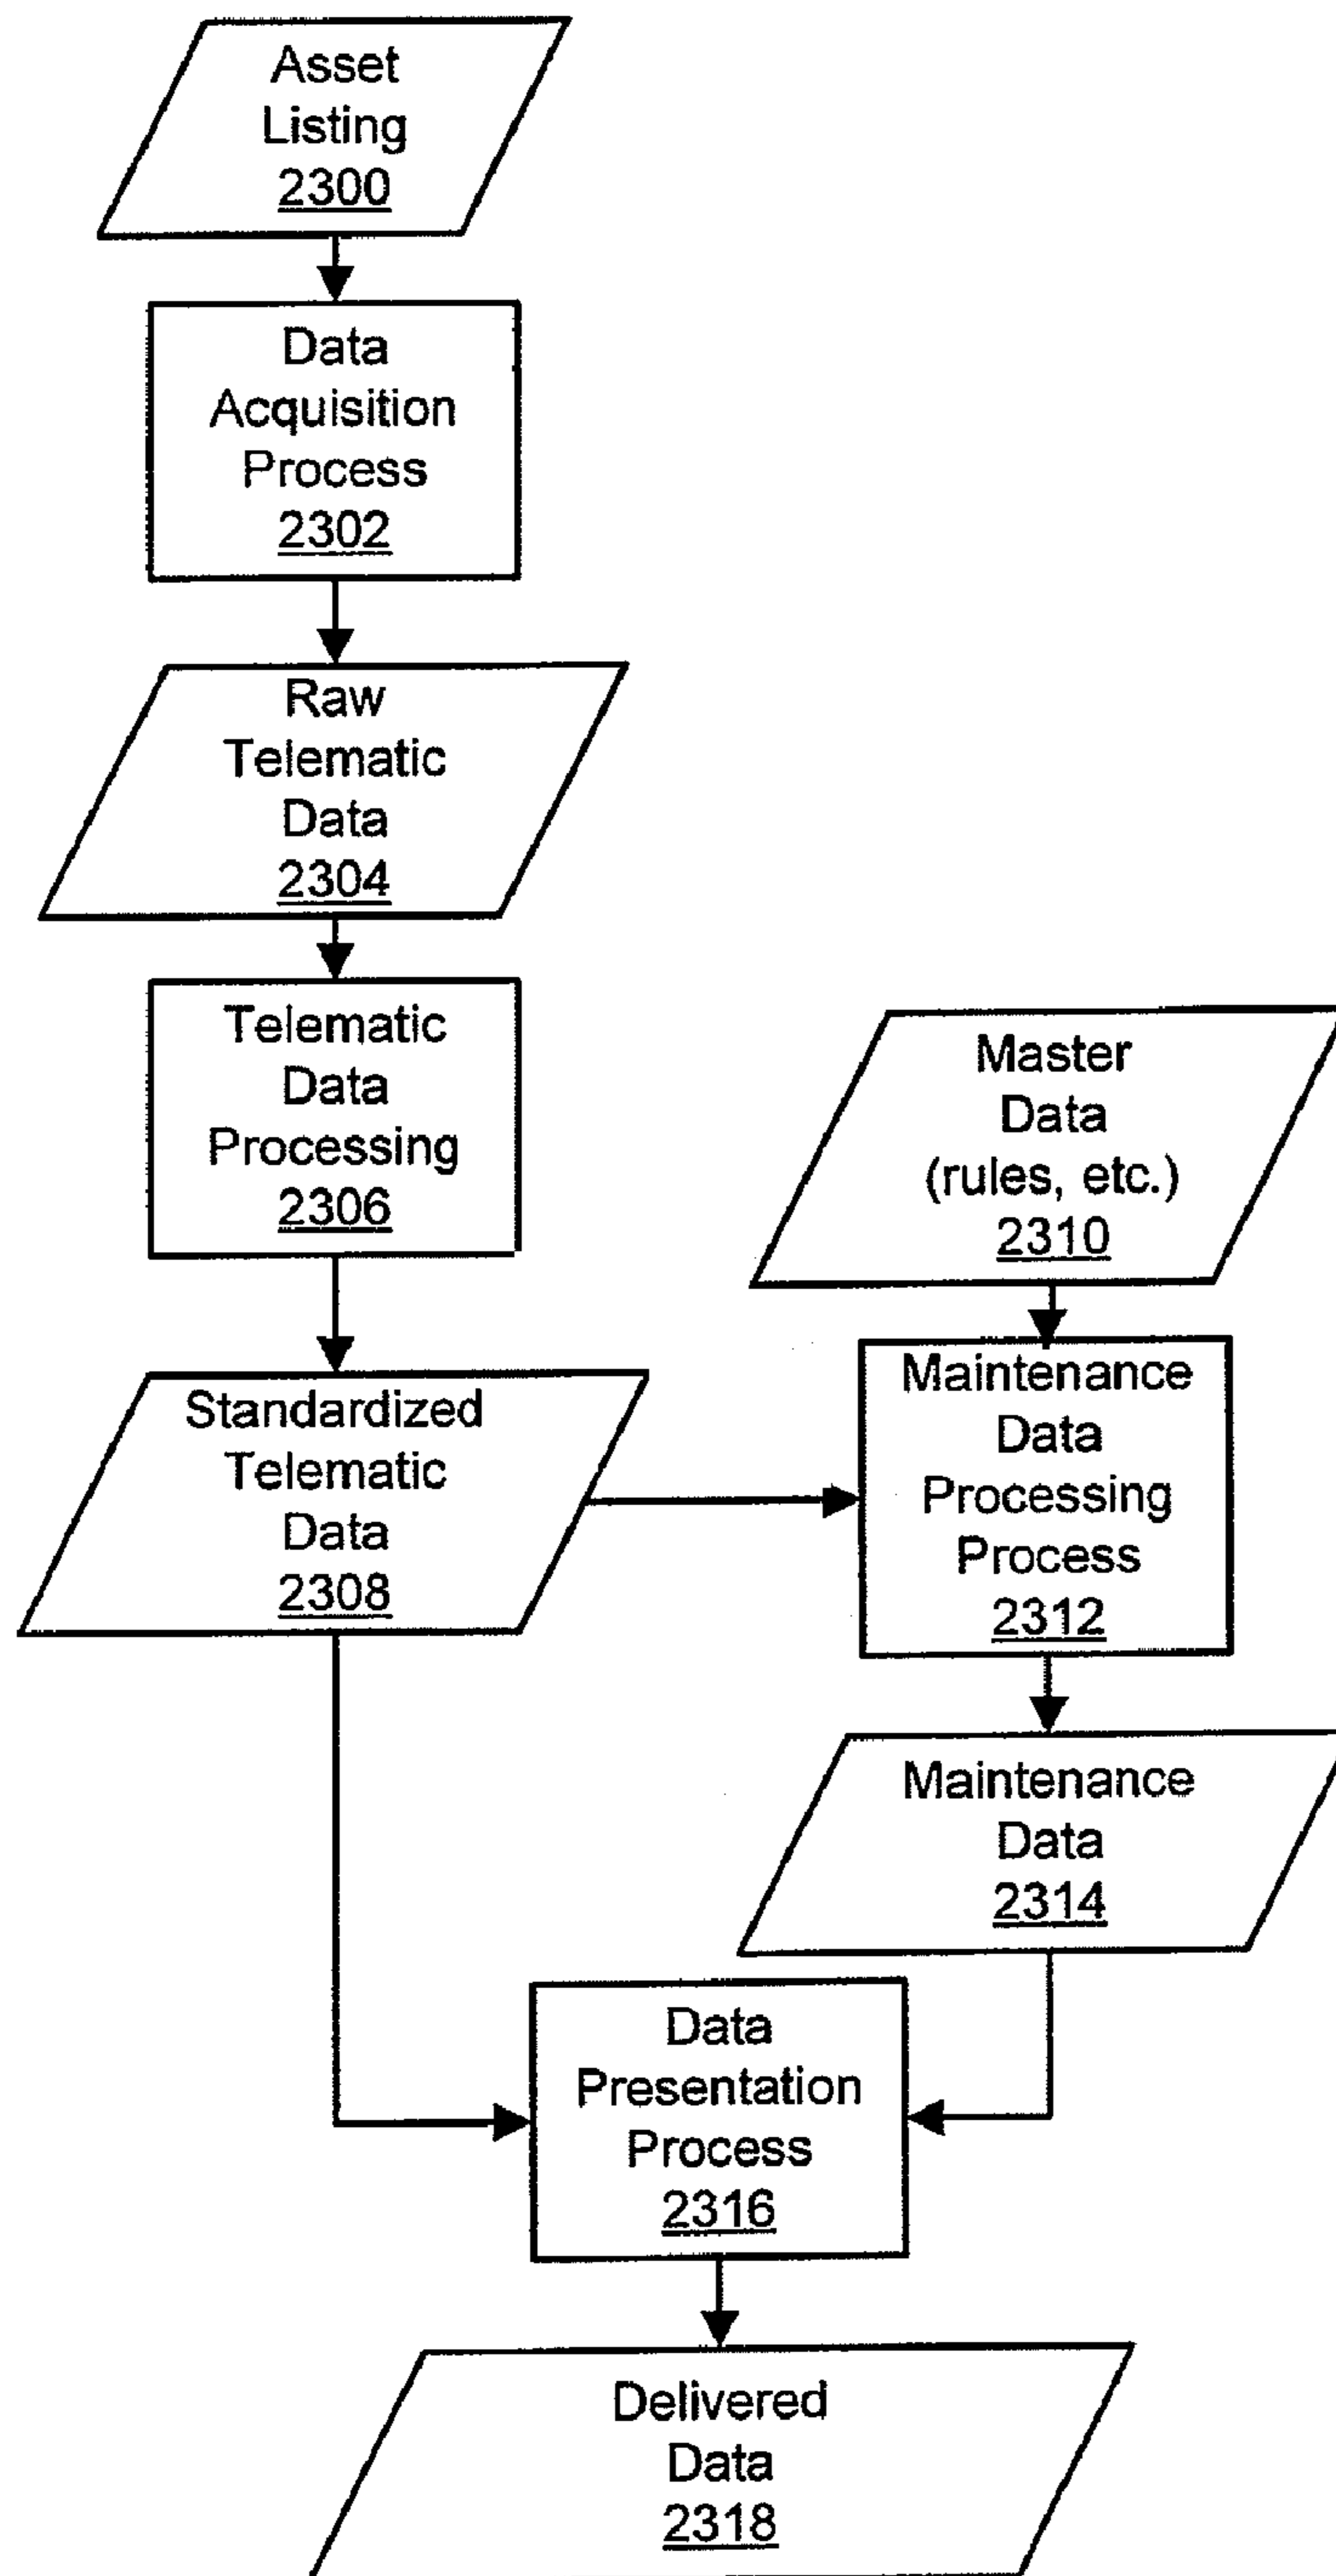 Asset
Listing
2300
Data
Acquisition
Process
2302
Raw
Telematic
Data
2304
Telematic
Data
Processing
2306
Standardized
Telematic
Data
2308
Master
Data
(rules, etc.)
2310
Maintenance
Data
Processing
Process
2312
Maintenance
Data
2314
Data
Presentation
Process
2316
Delivered
Data
2318